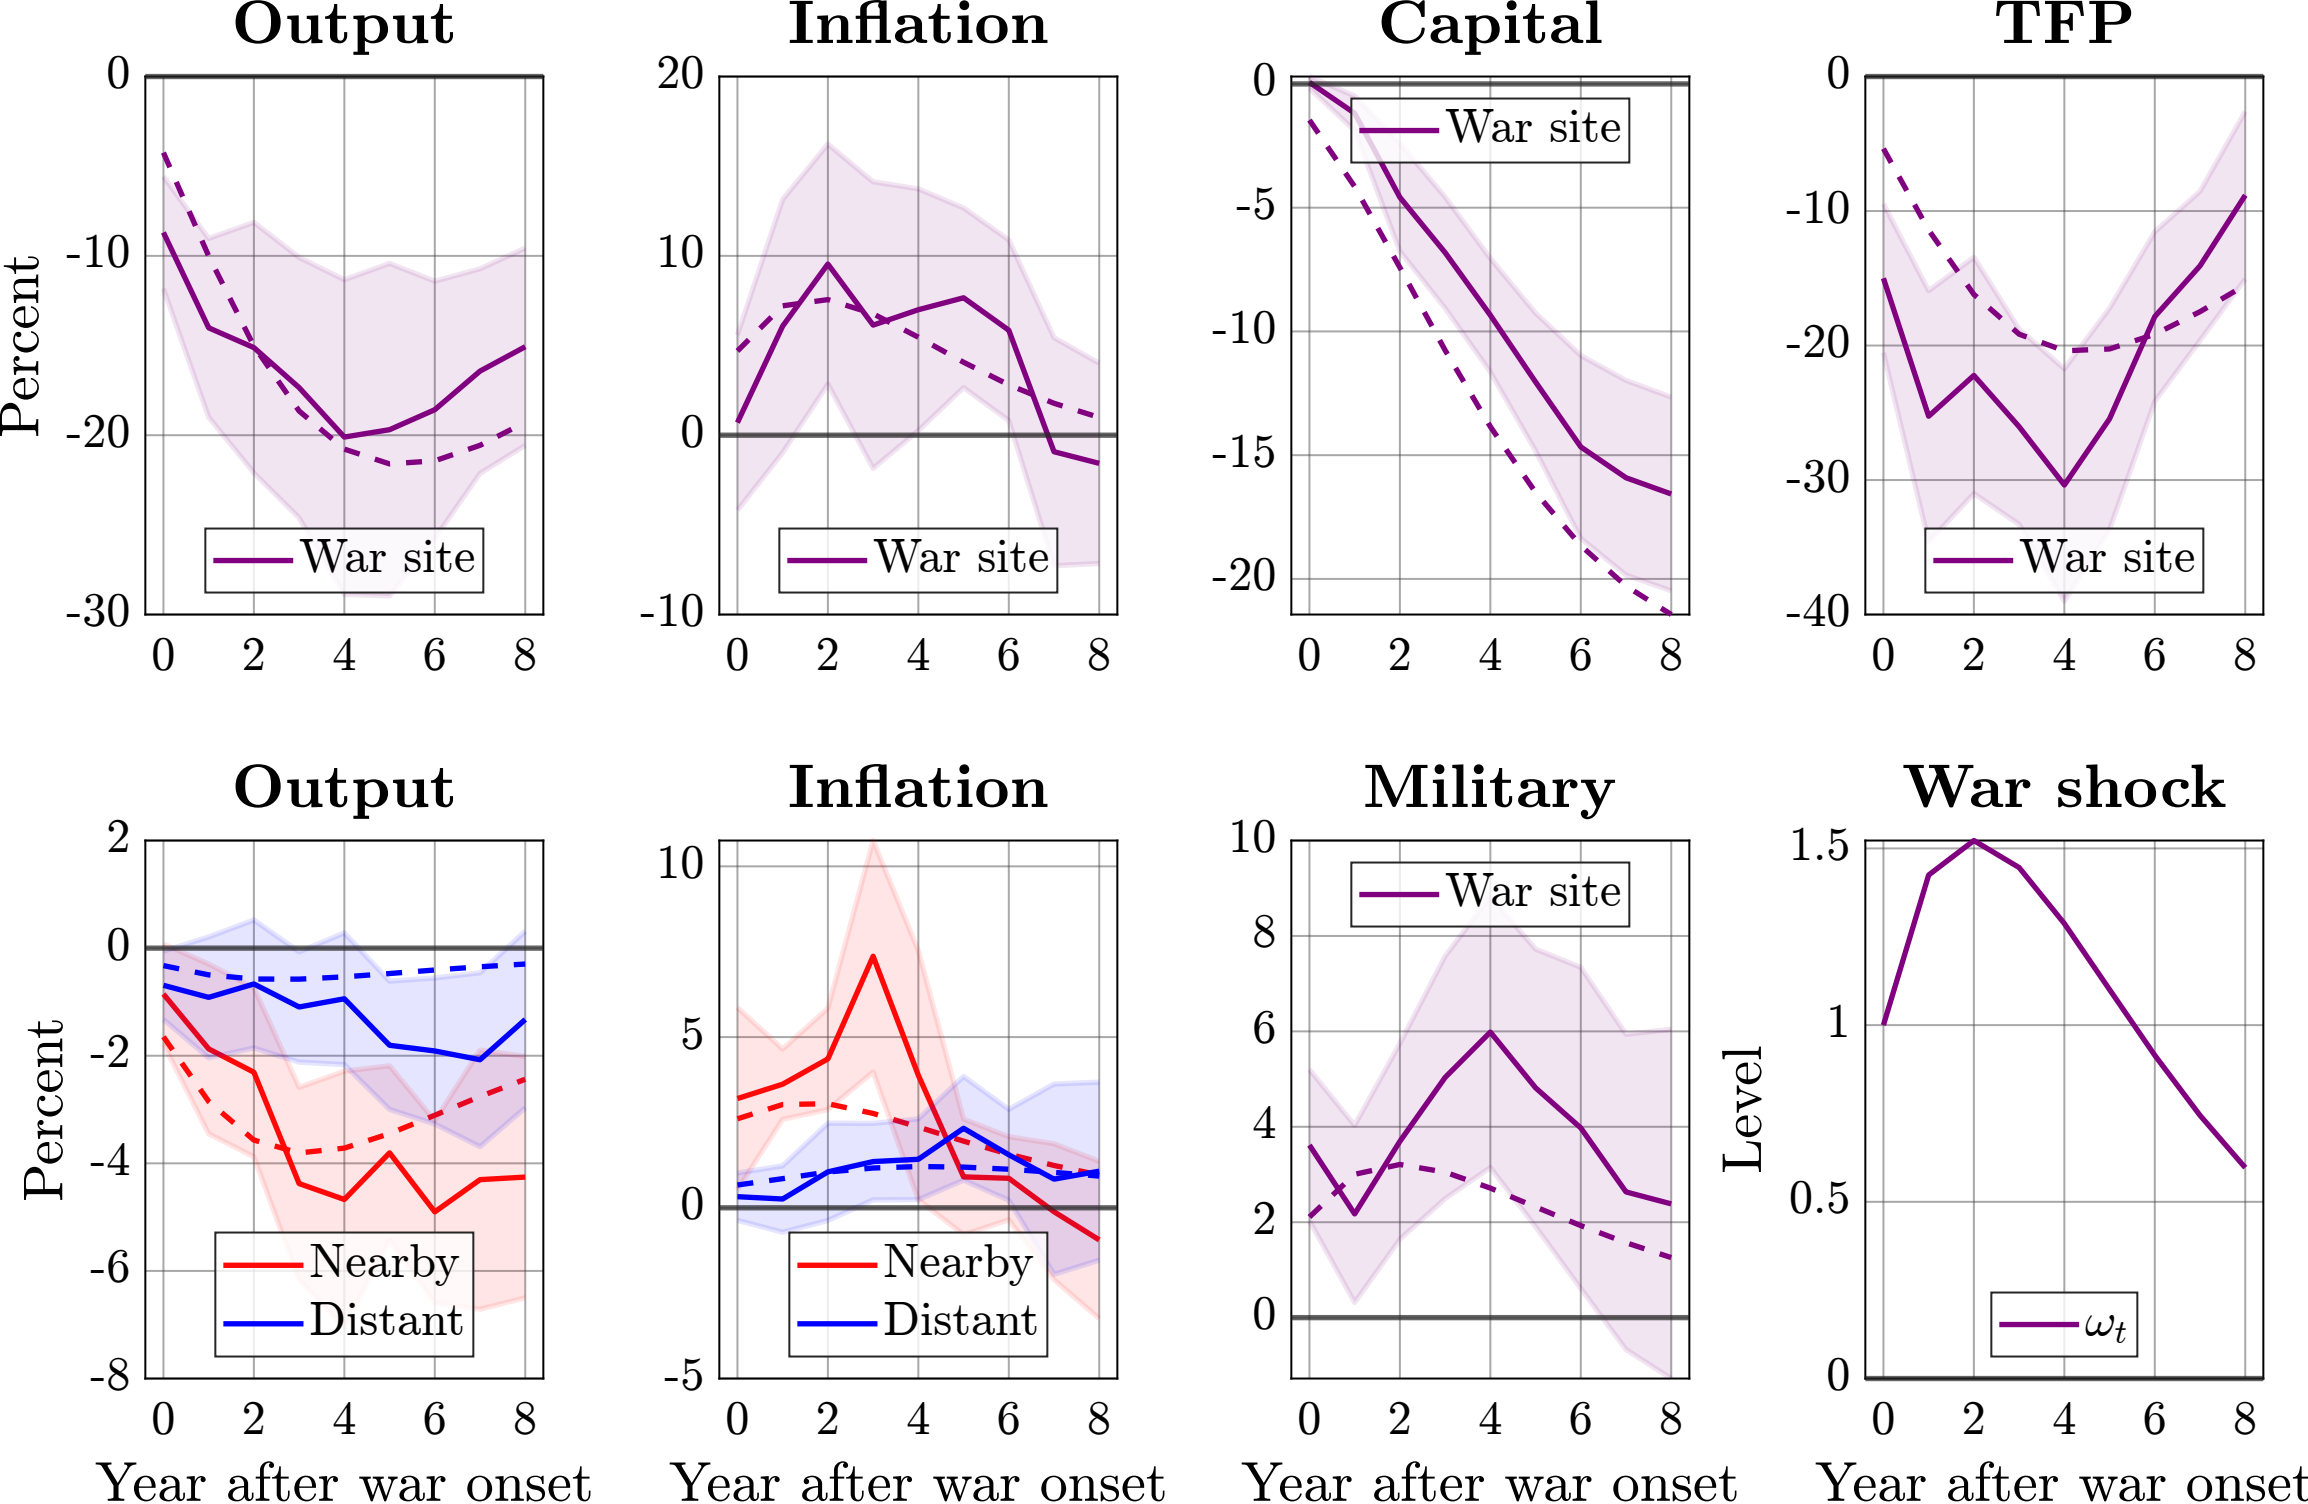 Output
Inflation
Capital
TFP
Percent
0
-10
-20
-30
0 2 4 6 8
War site
20
10
0
-10
0 2 4 6 8
War site
0
-5
-10
-15
-20
0 2 4 6 8
War site
0
-10
-20
-30
-40
0 2 4 6 8
War site
Output
Inflation
Military
War shock
Percent
2
0
-2
-4
-6
-8
0 2 4 6 8
Nearby
Distant
Year after war onset
10
5
0
-5
0 2 4 6 8
Nearby
Distant
Year after war onset
10
8
6
4
2
0
0 2 4 6 8
War site
Year after war onset
Level
1.5
1
0.5
0
0 2 4 6 8
ωt
Year after war onset